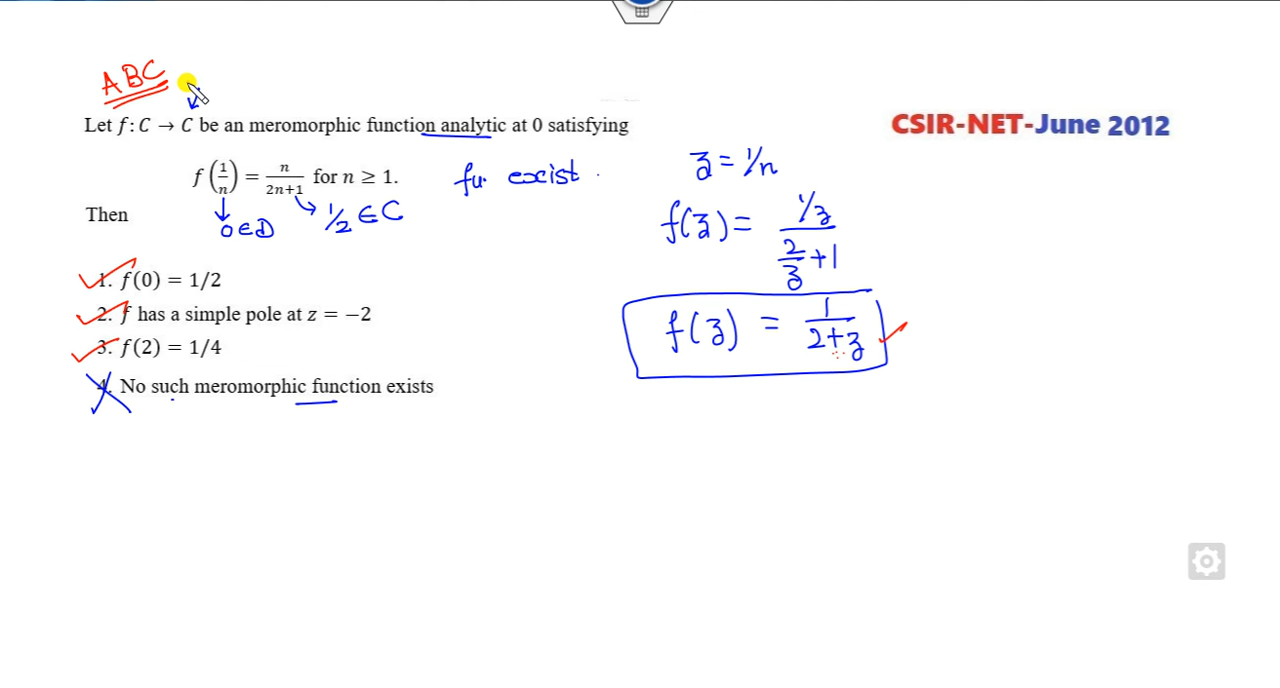 ABC
Let f : C → C be an meromorphic function analytic at 0 satisfying
CSIR-NET-June 2012
f(1/n) = n/(2n+1) for n ≥ 1.
fu. excist.
z = 1/n
Then
0 ∈ D
1/2 ∈ C
f(z) = (1/z)/(2/z + 1)
1. f(0) = 1/2
2. f has a simple pole at z = −2
f(z) = 1/(2+z)
3. f(2) = 1/4
4. No such meromorphic function exists